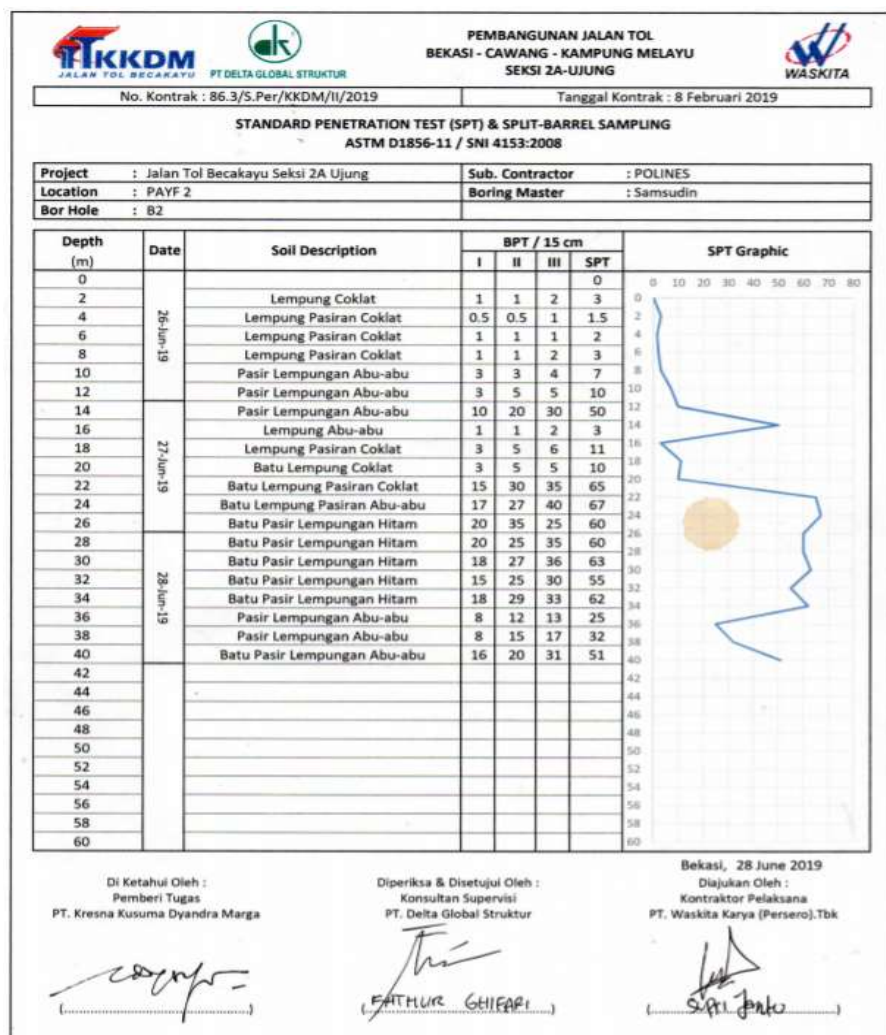 KKDM
JALAN TOL BECAKAYU
dk
PT DELTA GLOBAL STRUKTUR
PEMBANGUNAN JALAN TOL
BEKASI - CAWANG - KAMPUNG MELAYU
SEKSI 2A-UJUNG
WASKITA
No. Kontrak : 86.3/S.Per/KKDM/II/2019 Tanggal Kontrak : 8 Februari 2019
STANDARD PENETRATION TEST (SPT) & SPLIT-BARREL SAMPLING
ASTM D1856-11 / SNI 4153:2008
Project : Jalan Tol Becakayu Seksi 2A Ujung Sub. Contractor : POLINES
Location : PAYF 2 Boring Master : Samsudin
Bor Hole : B2
Depth (m) Date Soil Description BPT / 15 cm SPT Graphic
I II III SPT
0 0
26-Jun-19
2 Lempung Coklat 1 1 2 3
4 Lempung Pasiran Coklat 0.5 0.5 1 1.5
6 Lempung Pasiran Coklat 1 1 1 2
8 Lempung Pasiran Coklat 1 1 2 3
10 Pasir Lempungan Abu-abu 3 3 4 7
12 Pasir Lempungan Abu-abu 3 5 5 10
27-Jun-19
14 Pasir Lempungan Abu-abu 10 20 30 50
16 Lempung Abu-abu 1 1 2 3
18 Lempung Pasiran Coklat 3 5 6 11
20 Batu Lempung Coklat 3 5 5 10
22 Batu Lempung Pasiran Coklat 15 30 35 65
24 Batu Lempung Pasiran Abu-abu 17 27 40 67
26 Batu Pasir Lempungan Hitam 20 35 25 60
28-Jun-19
28 Batu Pasir Lempungan Hitam 20 25 35 60
30 Batu Pasir Lempungan Hitam 18 27 36 63
32 Batu Pasir Lempungan Hitam 15 25 30 55
34 Batu Pasir Lempungan Hitam 18 29 33 62
36 Pasir Lempungan Abu-abu 8 12 13 25
38 Pasir Lempungan Abu-abu 8 15 17 32
40 Batu Pasir Lempungan Abu-abu 16 20 31 51
42
44
46
48
50
52
54
56
58
60
0 10 20 30 40 50 60 70 80
0
2
4
6
8
10
12
14
16
18
20
22
24
26
28
30
32
34
36
38
40
42
44
46
48
50
52
54
56
58
60
Bekasi, 28 June 2019
Di Ketahui Oleh : Diperiksa & Disetujui Oleh : Diajukan Oleh :
Pemberi Tugas Konsultan Supervisi Kontraktor Pelaksana
PT. Kresna Kusuma Dyandra Marga PT. Delta Global Struktur PT. Waskita Karya (Persero).Tbk
FATHUR GHIFARI